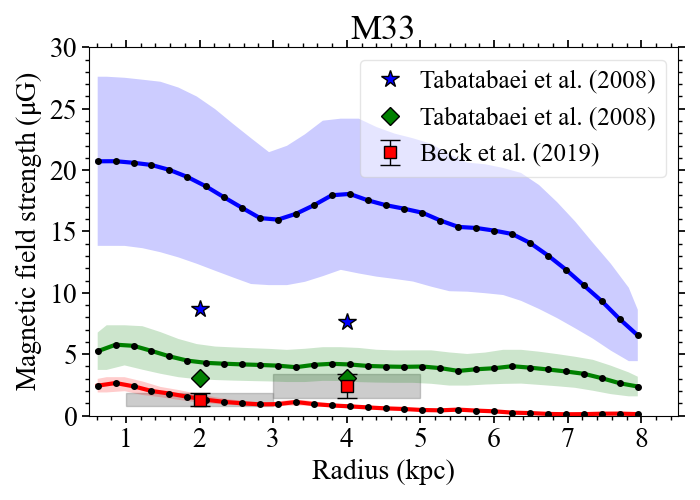 M33
Magnetic field strength (μG)
30
25
20
15
10
5
0
Tabatabaei et al. (2008)
Tabatabaei et al. (2008)
Beck et al. (2019)
1 2 3 4 5 6 7 8
Radius (kpc)